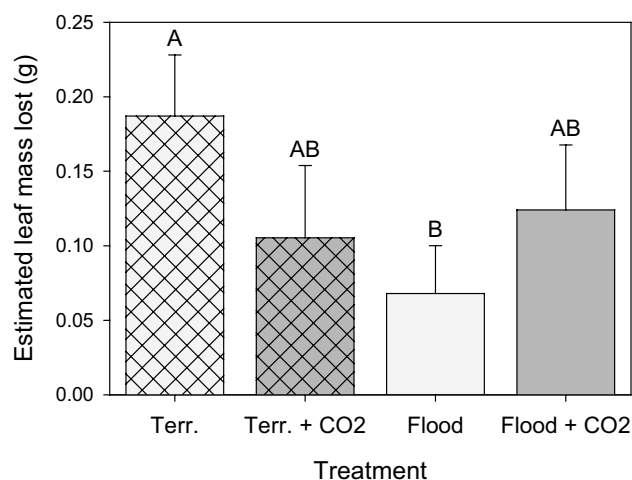 Estimated leaf mass lost (g)
0.25
0.20
0.15
0.10
0.05
0.00
A
AB
B
AB
Terr.
Terr. + CO2
Flood
Flood + CO2
Treatment